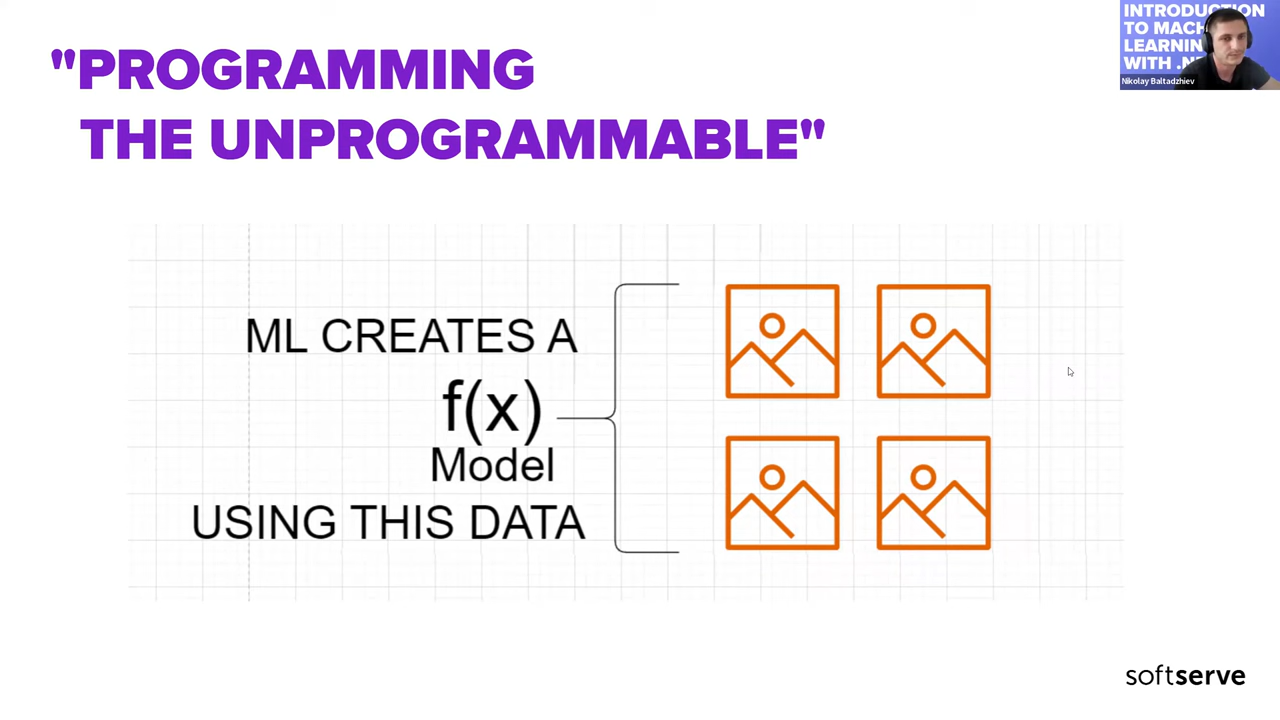 "PROGRAMMING
THE UNPROGRAMMABLE"
INTRODUCTION
TO MACH
LEARNIN
WITH .N
Nikolay Baltadzhiev
ML CREATES A
f(x)
Model
USING THIS DATA
softserve